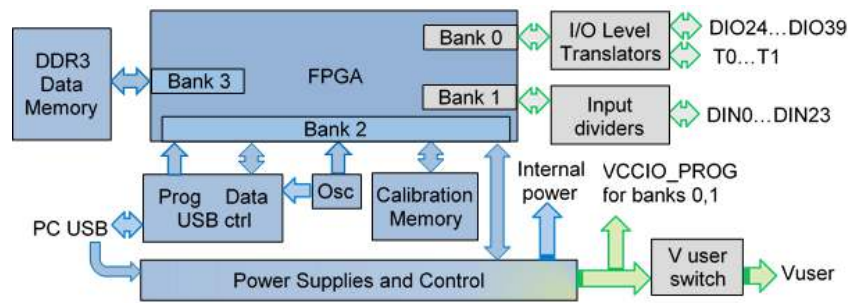 DDR3
Data
Memory
Bank 3
FPGA
Bank 0
Bank 1
Bank 2
I/O Level
Translators
DIO24...DIO39
T0...T1
Input
dividers
DIN0...DIN23
Prog Data
USB ctrl
Osc
Calibration
Memory
Internal
power
VCCIO_PROG
for banks 0,1
PC USB
Power Supplies and Control
V user
switch
Vuser